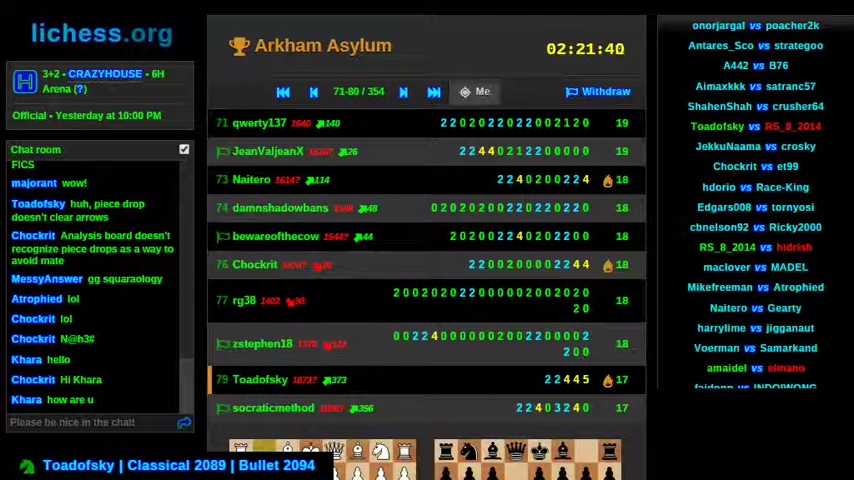 lichess.org
3+2 • CRAZYHOUSE • 6H
Arena (?)
Official • Yesterday at 10:00 PM
Chat room
FICS
majorant wow!
Toadofsky huh, piece drop
doesn't clear arrows
Chockrit Analysis board doesn't
recognize piece drops as a way to
avoid mate
MessyAnswer gg squaraology
Atrophied lol
Chockrit lol
Chockrit N@h3#
Khara hello
Chockrit Hi Khara
Khara how are u
Please be nice in the chat!
Toadofsky | Classical 2089 | Bullet 2094
Arkham Asylum
02:21:40
71-80 / 354
Me
Withdraw
71 qwerty137 1640 140 2 2 0 2 0 2 2 0 2 2 0 0 2 1 2 0 19
JeanValjeanX 26 2 2 4 4 0 2 1 2 2 0 0 0 0 0 19
73 Naitero 1614? 114 2 2 4 0 2 0 0 2 2 4 18
74 damnshadowbans 48 0 2 0 2 0 2 0 0 2 2 0 2 2 0 2 2 0 18
bewareofthecow 1544? 44 2 0 2 0 0 2 2 4 0 2 0 2 2 0 0 18
76 Chockrit 2 2 0 0 2 0 0 0 0 2 2 4 4 18
77 rg38 1402 98 2 0 0 2 0 2 0 2 2 0 0 0 0 0 2 0 0 2 0 2 0
2 0 18
zstephen18 0 0 2 2 4 0 0 0 0 0 0 2 0 0 2 2 0 0 0 0 2
2 0 0 18
79 Toadofsky 1873? 373 2 2 4 4 5 17
socraticmethod 356 2 2 4 0 3 2 4 0 17
onorjargal vs poacher2k
Antares_Sco vs strategoo
A442 vs B76
Aimaxkkk vs satranc57
ShahenShah vs crusher64
Toadofsky vs RS_8_2014
JekkuNaama vs crosky
Chockrit vs et99
hdorio vs Race-King
Edgars008 vs tornyosi
cbnelson92 vs Ricky2000
RS_8_2014 vs hidrish
maclover vs MADEL
Mikefreeman vs Atrophied
Naitero vs Gearty
harrylime vs jigganaut
Voerman vs Samarkand
amaidel vs elmano